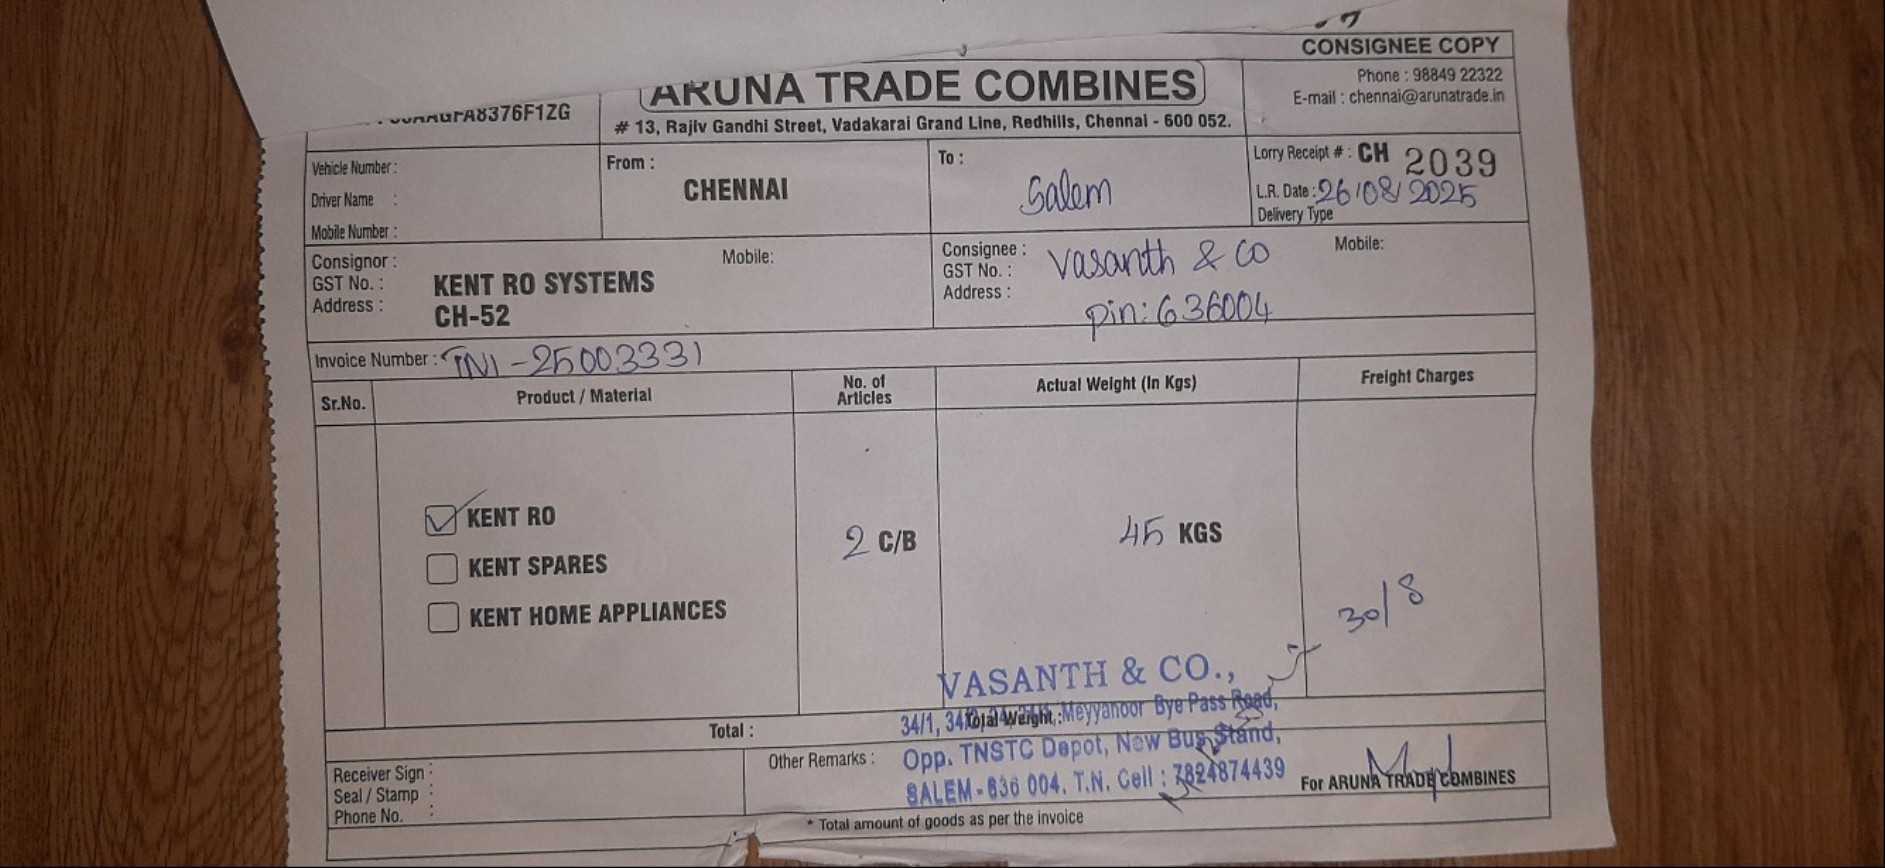 CONSIGNEE COPY
ARUNA TRADE COMBINES
# 13, Rajiv Gandhi Street, Vadakarai Grand Line, Redhills, Chennai - 600 052.
Phone : 98849 22322
E-mail : chennai@arunatrade.in
Vehicle Number :
Driver Name :
Mobile Number :
From :
CHENNAI
To :
Salem
Lorry Receipt # : CH 2039
L.R. Date : 26/08/2025
Delivery Type
Consignor :
GST No. :
Address :
Mobile:
KENT RO SYSTEMS
CH-52
Consignee : Vasanth & Co
GST No. :
Address :
Mobile:
pin: 636004
Invoice Number : TN1-25003331
Sr.No.
Product / Material
No. of
Articles
Actual Weight (In Kgs)
Freight Charges
KENT RO
KENT SPARES
KENT HOME APPLIANCES
2 C/B
45 KGS
30/8
Total :
Total Weight :
VASANTH & CO.,
34/1, Meyyanoor Bye Pass Road,
Opp. TNSTC Depot, New Bus Stand,
SALEM - 636 004. T.N. Cell : 7824874439
Receiver Sign :
Seal / Stamp :
Phone No. :
Other Remarks :
For ARUNA TRADE COMBINES
* Total amount of goods as per the invoice